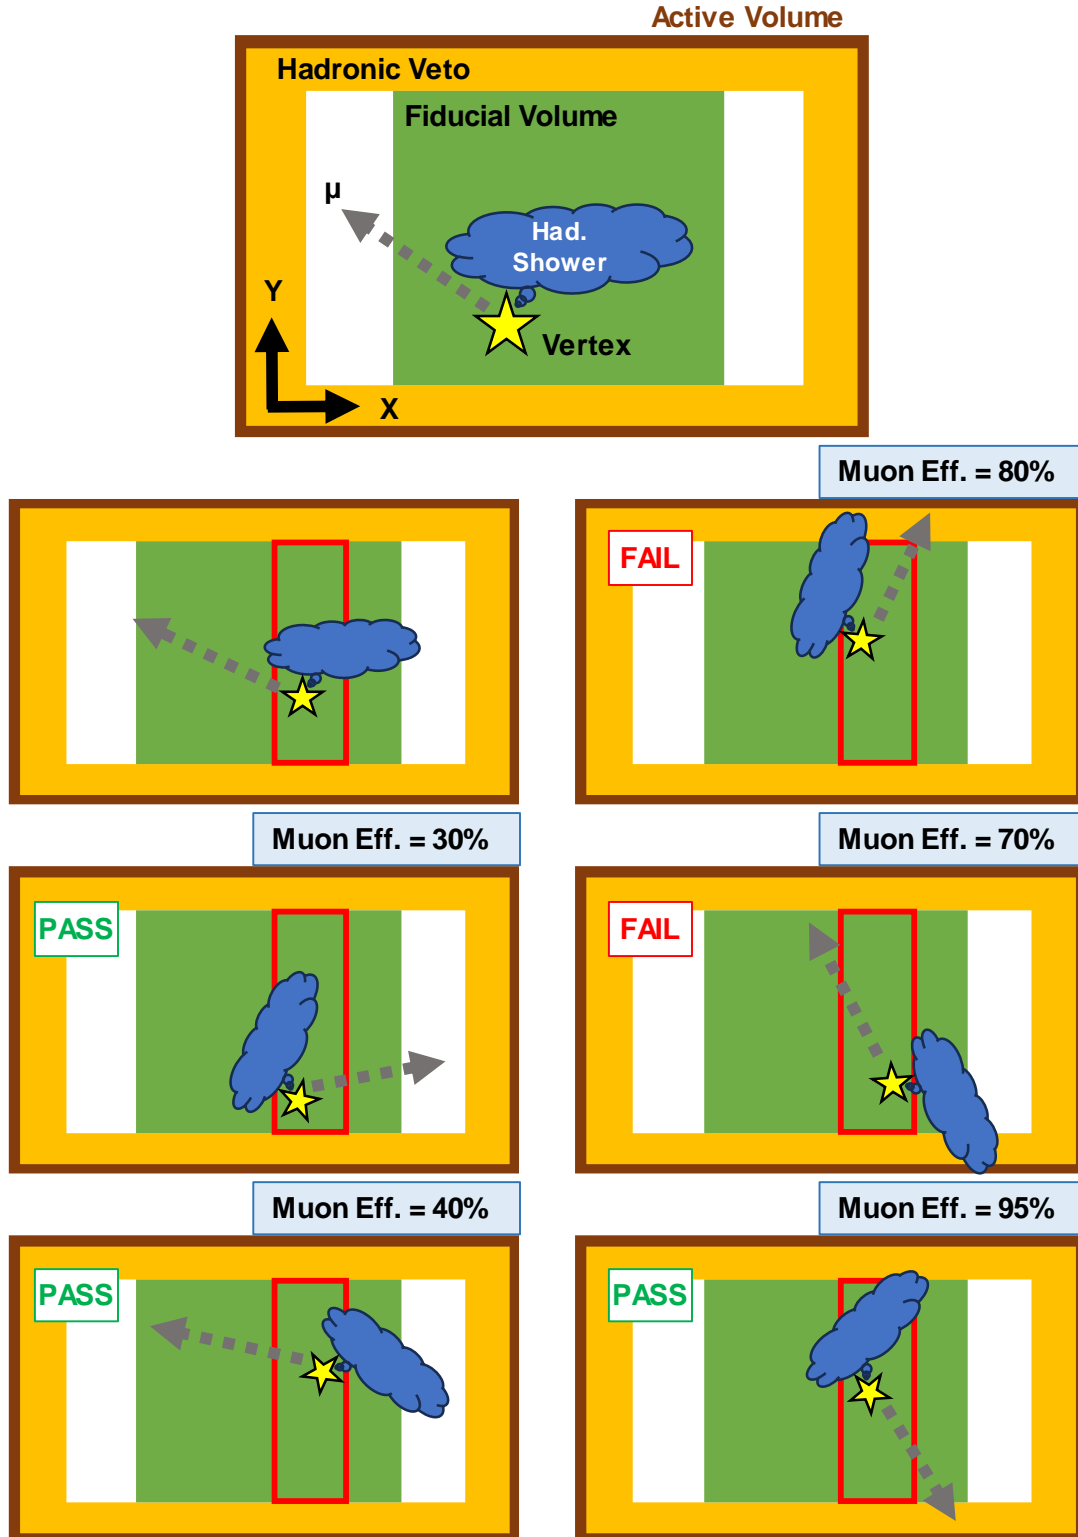 Active Volume
Hadronic Veto
Fiducial Volume
μ
Had.
Shower
Y
Vertex
X
Muon Eff. = 80%
FAIL
Muon Eff. = 30%
Muon Eff. = 70%
PASS
FAIL
Muon Eff. = 40%
Muon Eff. = 95%
PASS
PASS